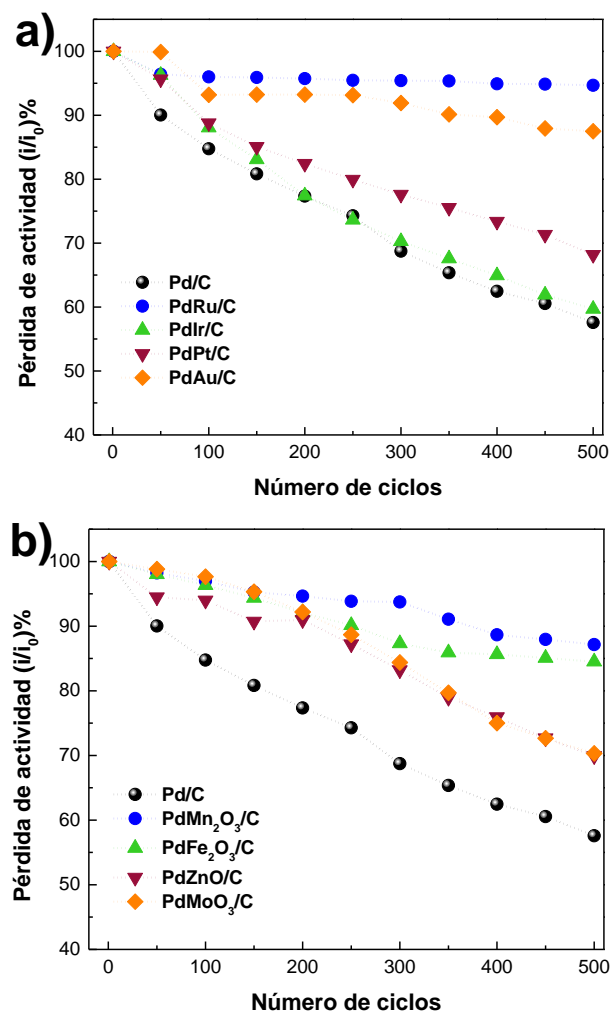 a)
100
90
80
70
60
50
40
Pérdida de actividad (i/i₀)%
Pd/C
PdRu/C
PdIr/C
PdPt/C
PdAu/C
0
100
200
300
400
500
Número de ciclos
b)
100
90
80
70
60
50
40
Pérdida de actividad (i/i₀)%
Pd/C
PdMn₂O₃/C
PdFe₂O₃/C
PdZnO/C
PdMoO₃/C
0
100
200
300
400
500
Número de ciclos